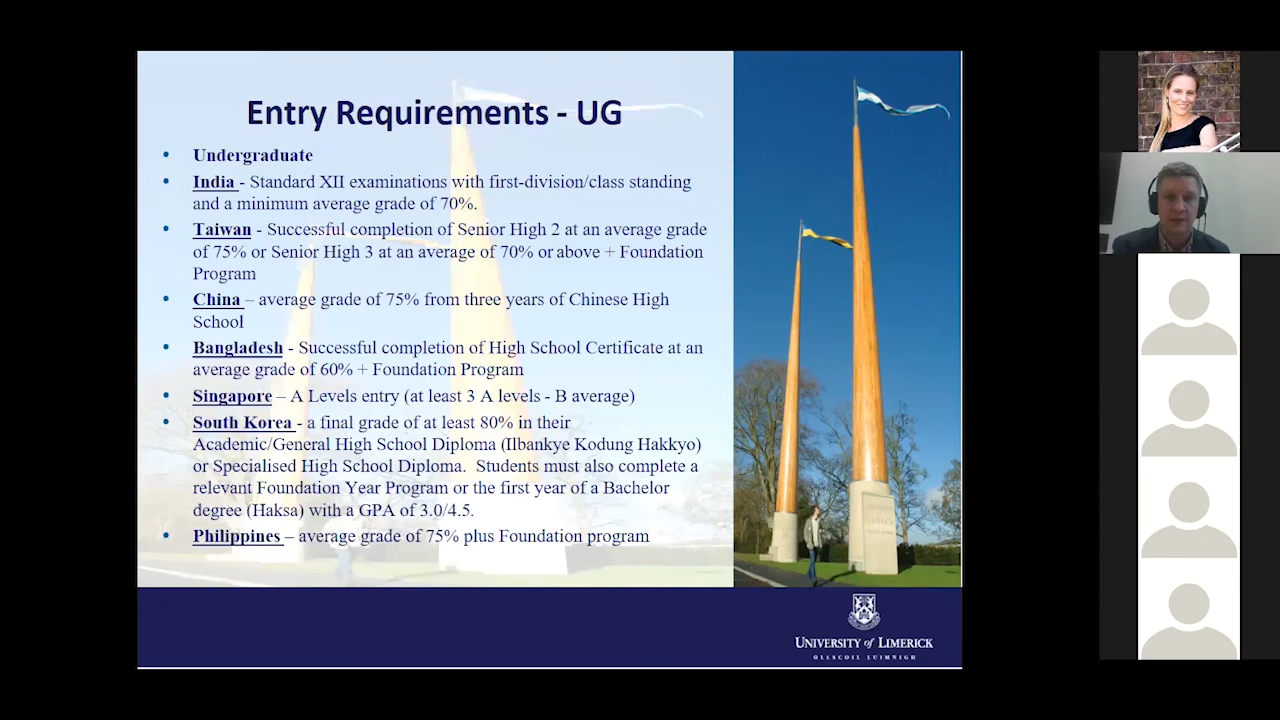 Entry Requirements - UG
• Undergraduate
• India - Standard XII examinations with first-division/class standing
and a minimum average grade of 70%.
• Taiwan - Successful completion of Senior High 2 at an average grade
of 75% or Senior High 3 at an average of 70% or above + Foundation
Program
• China – average grade of 75% from three years of Chinese High
School
• Bangladesh - Successful completion of High School Certificate at an
average grade of 60% + Foundation Program
• Singapore – A Levels entry (at least 3 A levels - B average)
• South Korea - a final grade of at least 80% in their
Academic/General High School Diploma (Ilbankye Kodung Hakkyo)
or Specialised High School Diploma. Students must also complete a
relevant Foundation Year Program or the first year of a Bachelor
degree (Haksa) with a GPA of 3.0/4.5.
• Philippines – average grade of 75% plus Foundation program
UNIVERSITY of LIMERICK
OLLSCOIL LUIMNIGH